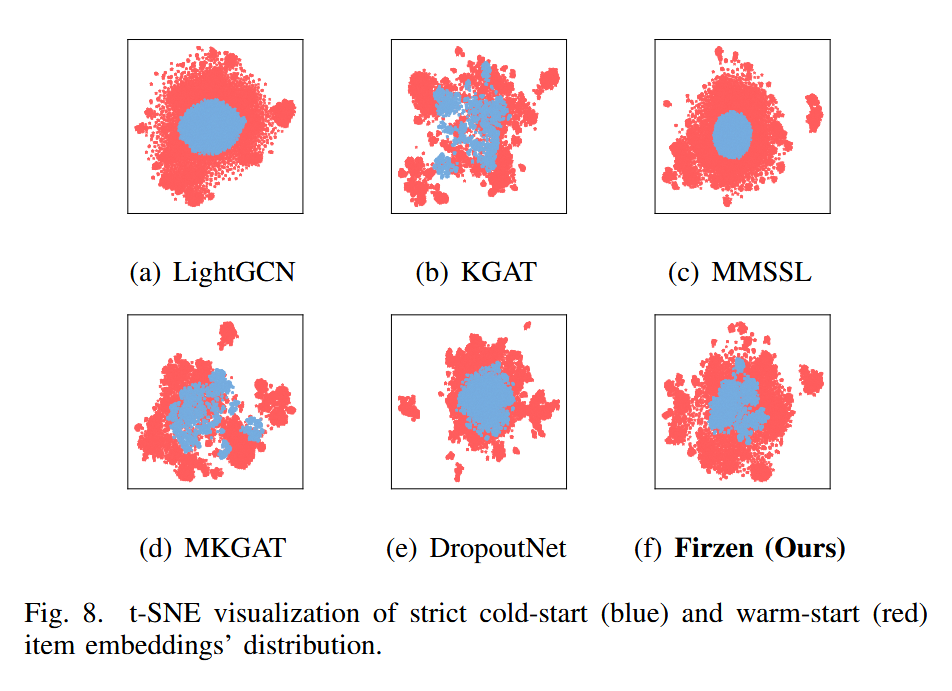 (a) LightGCN
(b) KGAT
(c) MMSSL
(d) MKGAT
(e) DropoutNet
(f) Firzen (Ours)
Fig. 8. t-SNE visualization of strict cold-start (blue) and warm-start (red)
item embeddings' distribution.